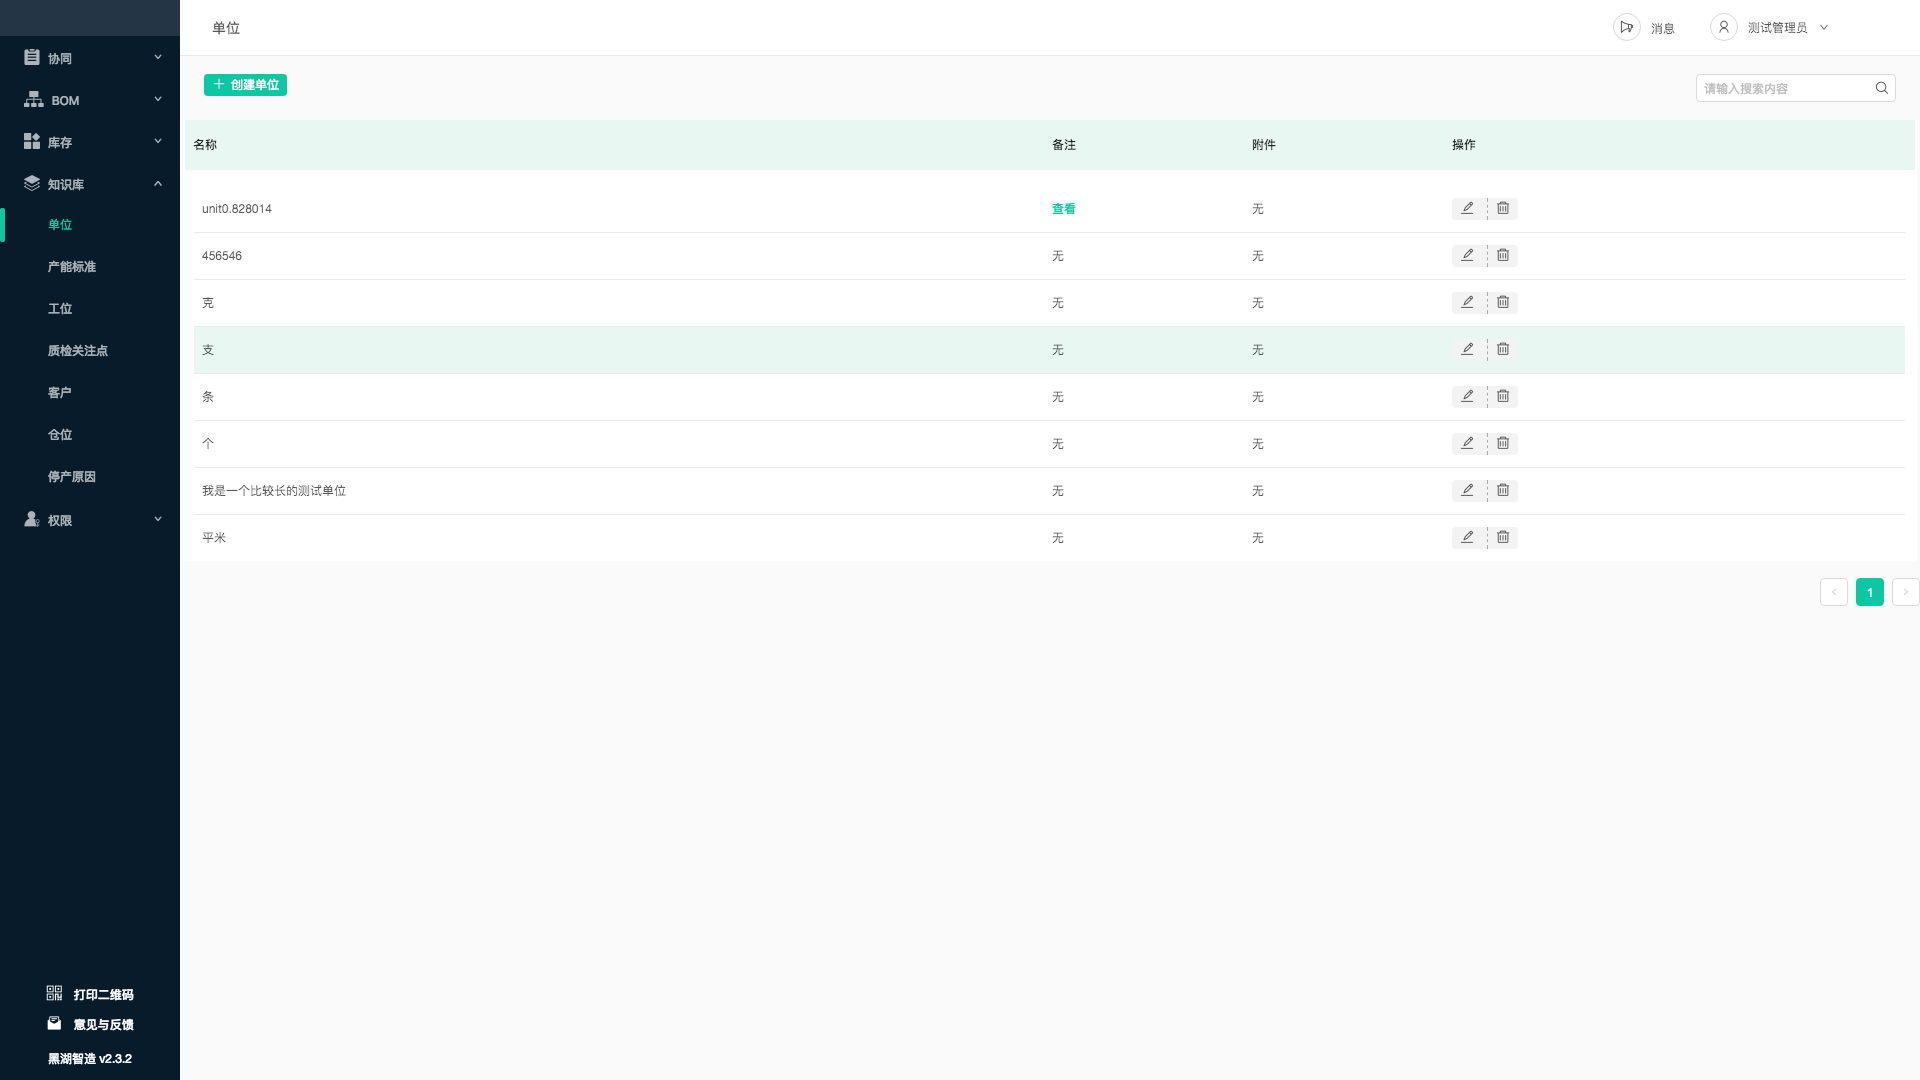 单位
消息
测试管理员
协同
BOM
库存
知识库
单位
产能标准
工位
质检关注点
客户
仓位
停产原因
权限
打印二维码
意见与反馈
黑湖智造 v2.3.2
创建单位
请输入搜索内容
名称 备注 附件 操作
unit0.828014 查看 无
456546 无 无
克 无 无
支 无 无
条 无 无
个 无 无
我是一个比较长的测试单位 无 无
平米 无 无
1